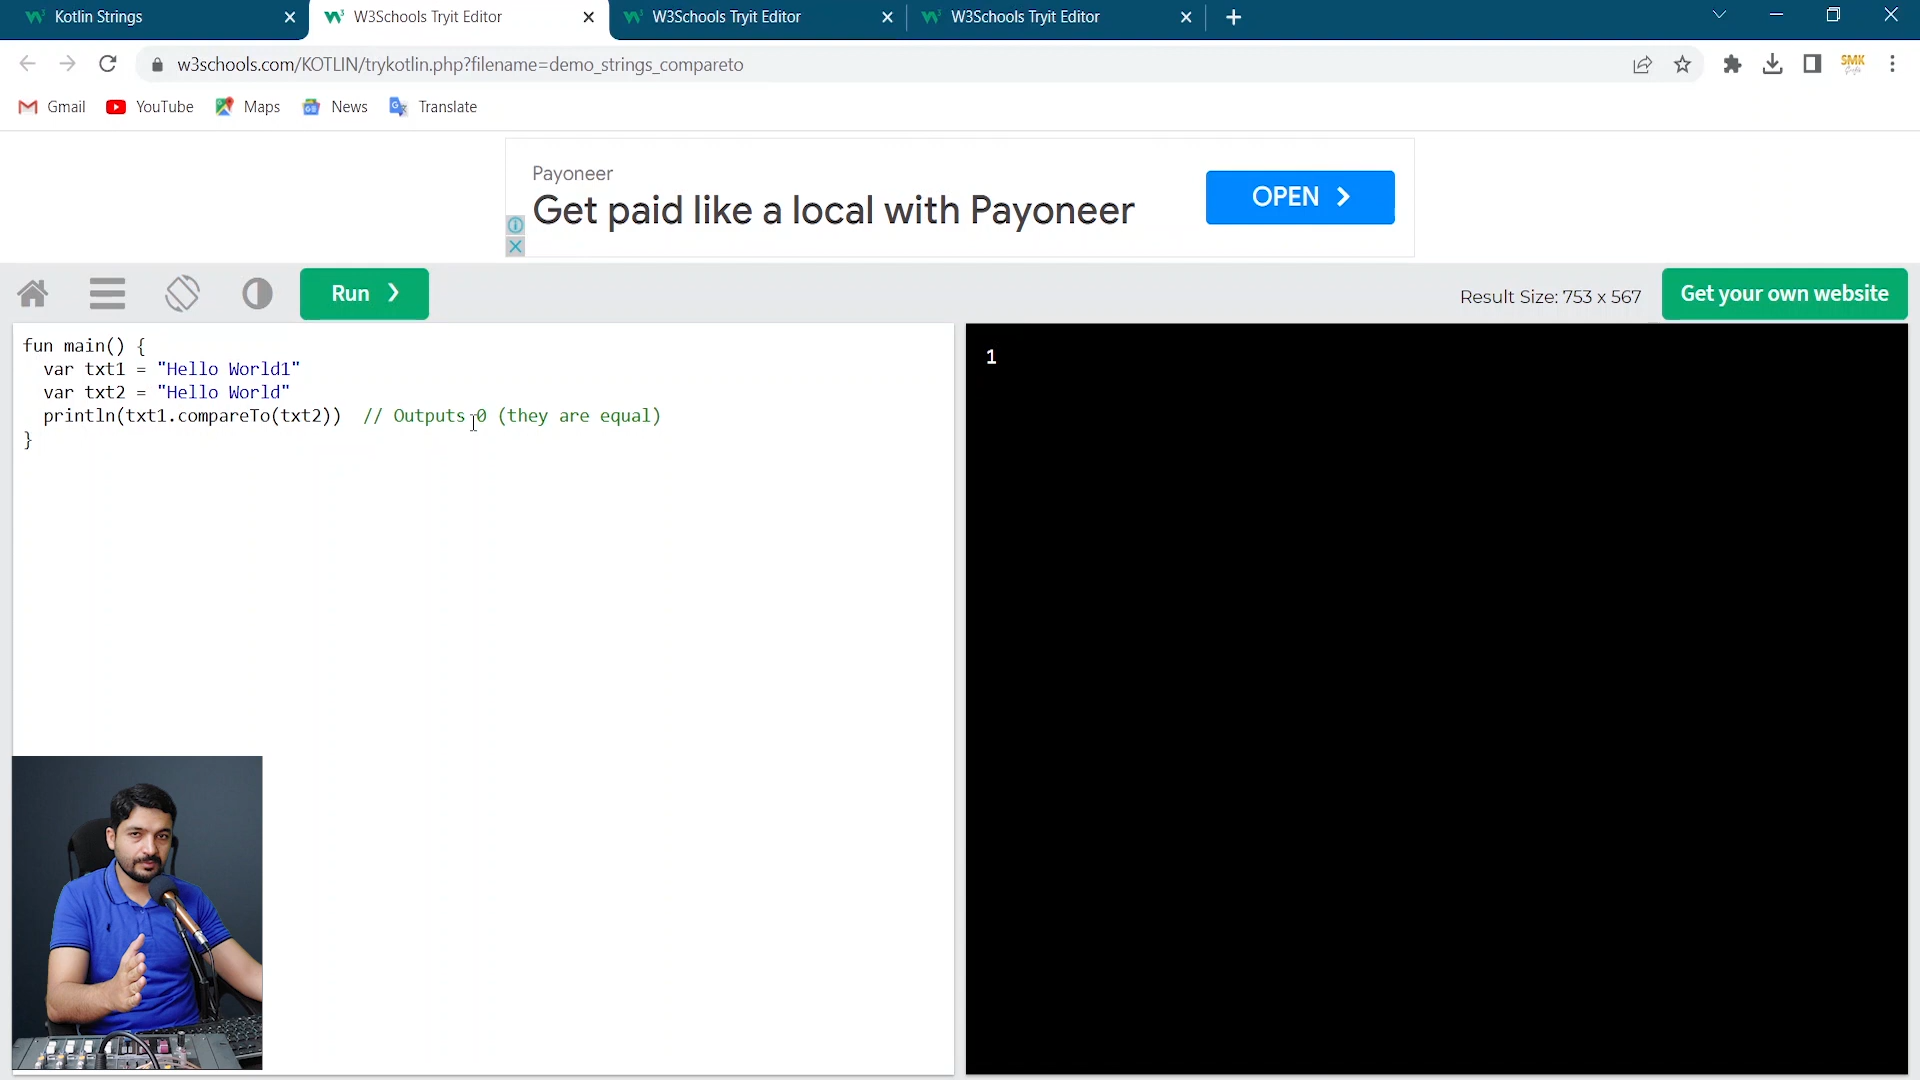 Kotlin Strings
W3Schools Tryit Editor
W3Schools Tryit Editor
W3Schools Tryit Editor
w3schools.com/KOTLIN/trykotlin.php?filename=demo_strings_compareto
SMK
Gmail
YouTube
Maps
News
Translate
Payoneer
Get paid like a local with Payoneer
OPEN
Run ❯
Result Size: 753 x 567
Get your own website
fun main() {
var txt1 = "Hello World1"
var txt2 = "Hello World"
println(txt1.compareTo(txt2))  // Outputs 0 (they are equal)
}
1